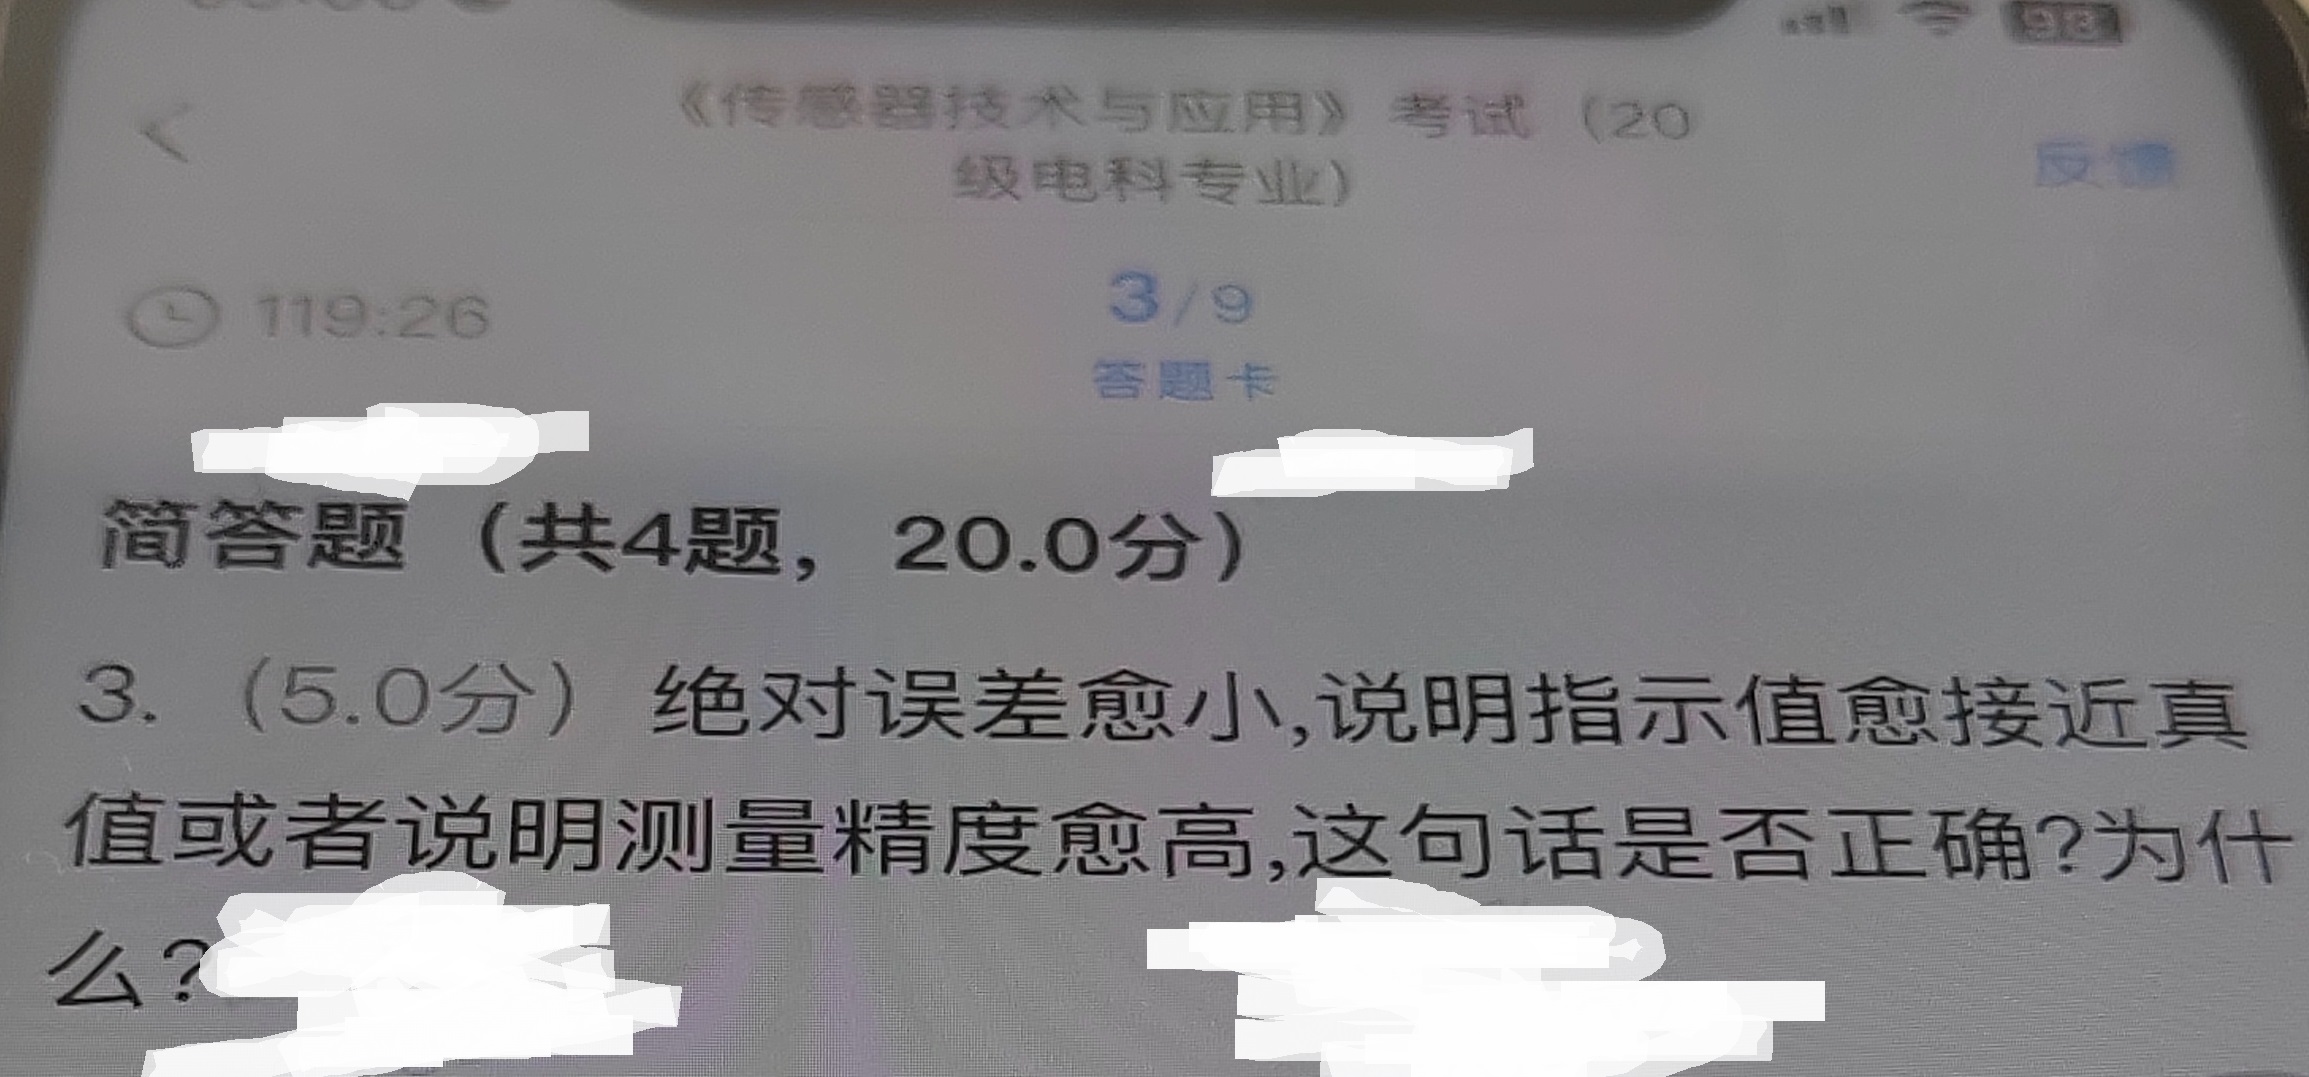 93
《传感器技术与应用》考试（20
级电科专业）
反馈
119:26
3/9
答题卡
简答题（共4题，20.0分）
3.（5.0分）绝对误差愈小,说明指示值愈接近真
值或者说明测量精度愈高,这句话是否正确?为什
么?